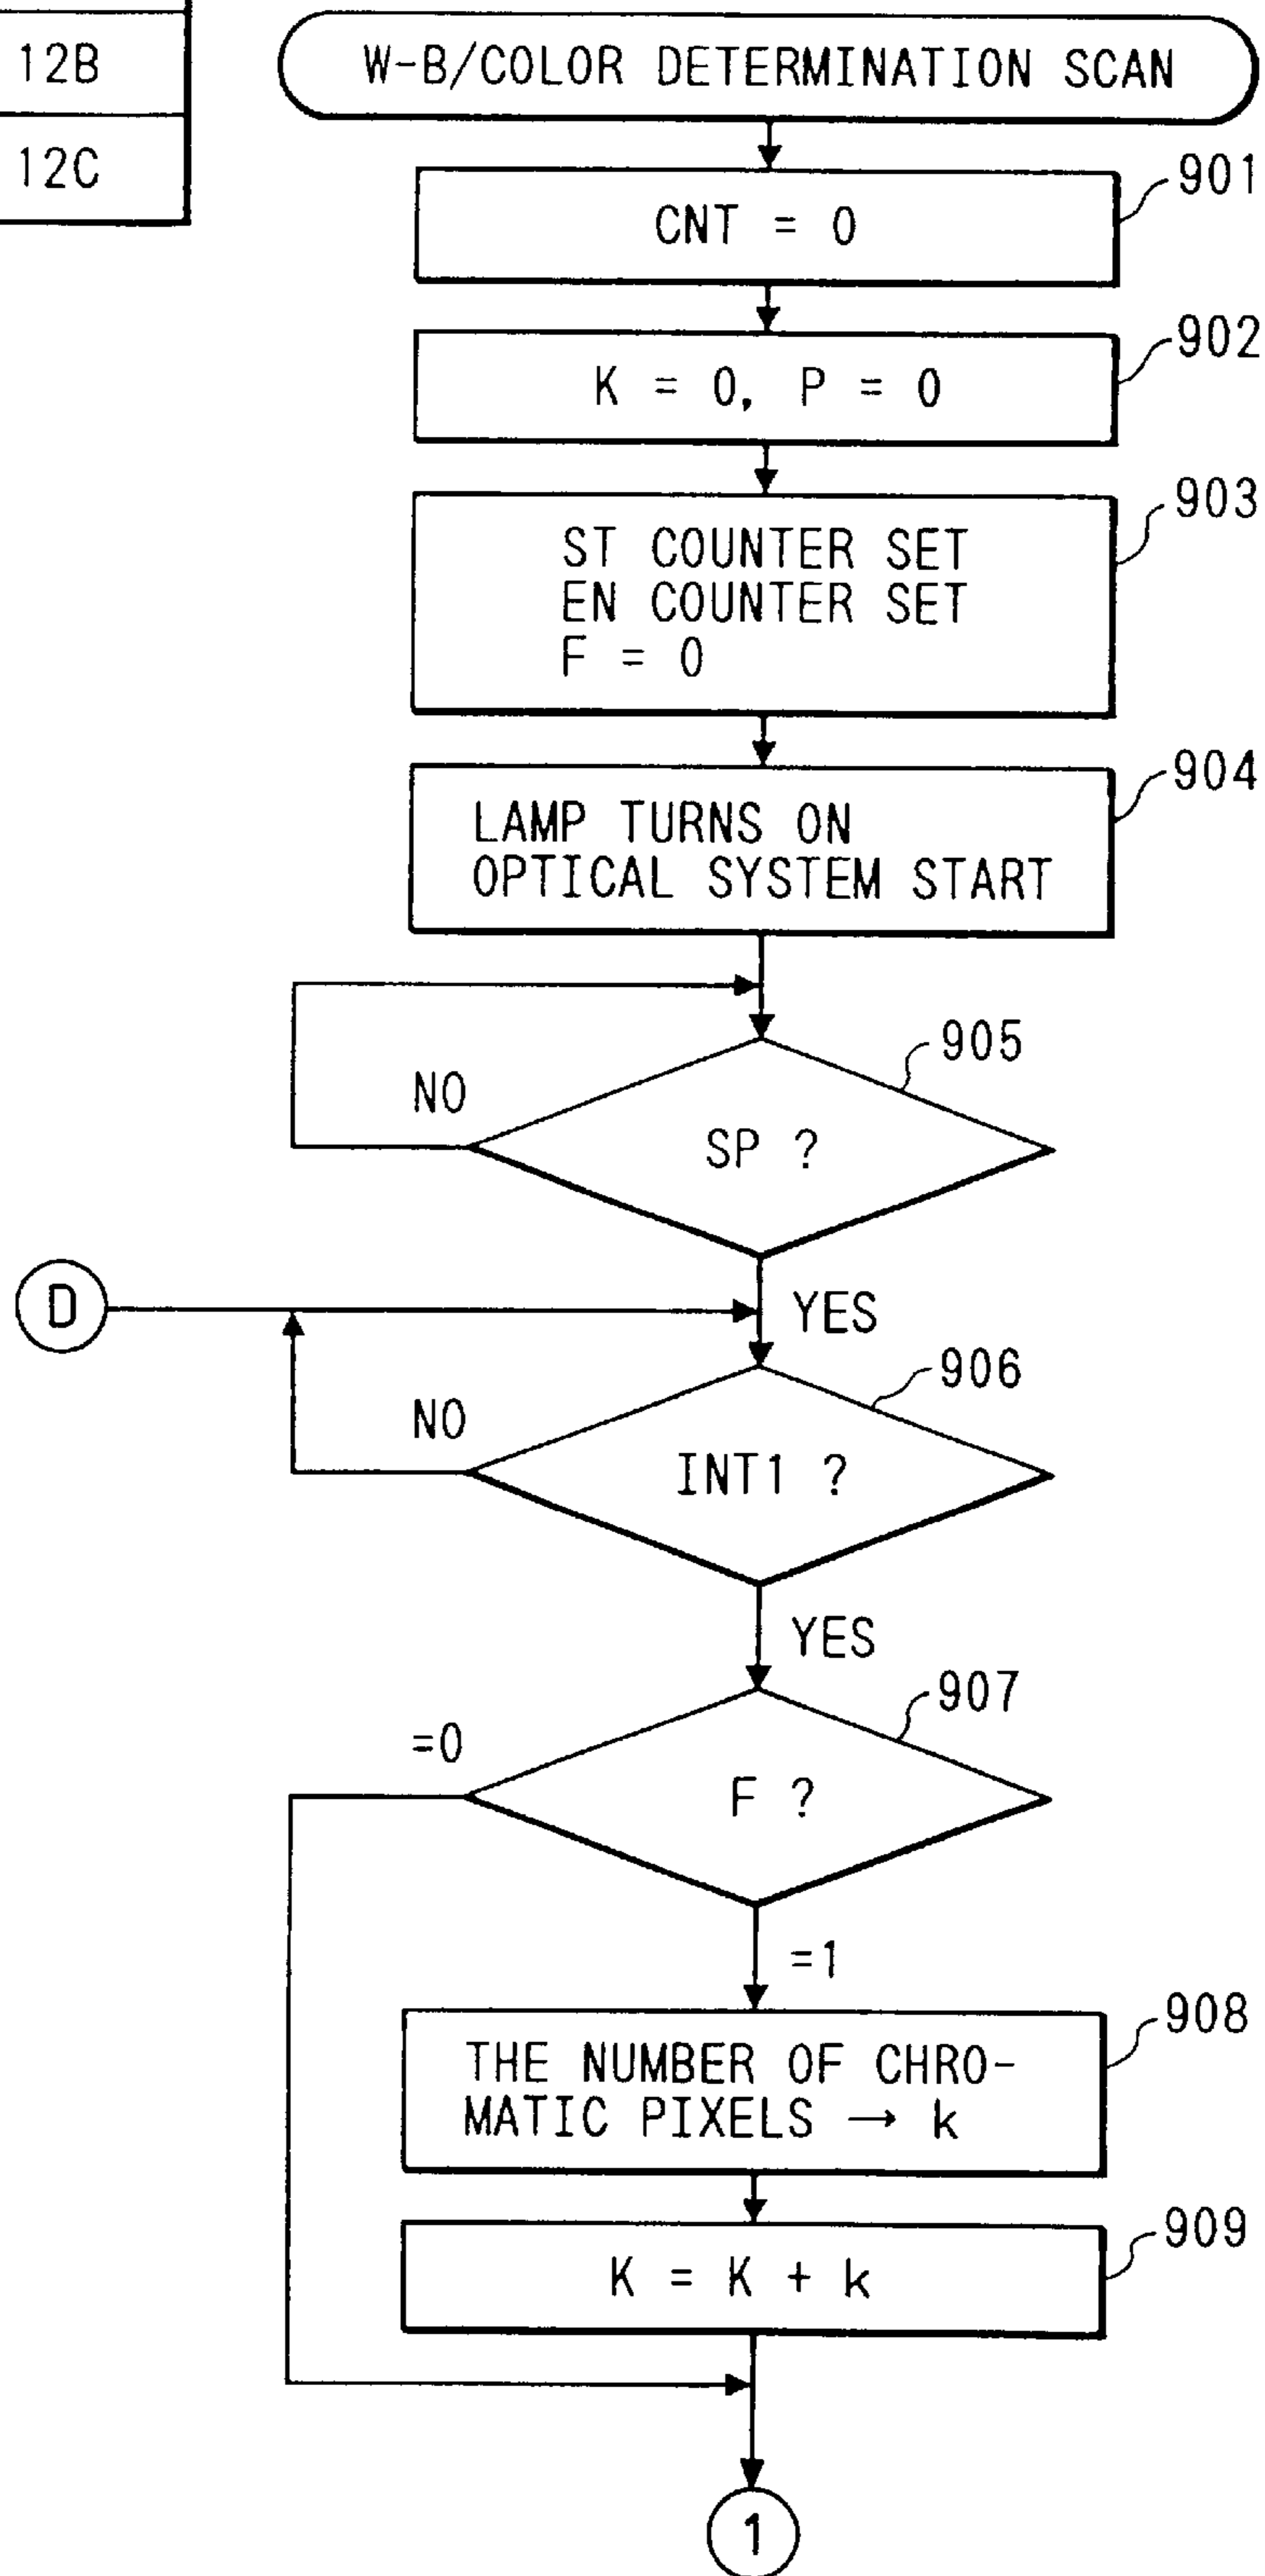 12B
12C
W-B/COLOR DETERMINATION SCAN
901
CNT = 0
902
K = 0, P = 0
903
ST COUNTER SET
EN COUNTER SET
F = 0
904
LAMP TURNS ON
OPTICAL SYSTEM START
905
NO
SP ?
D
YES
906
NO
INT1 ?
YES
907
=0
F ?
=1
908
THE NUMBER OF CHRO-
MATIC PIXELS → k
909
K = K + k
1